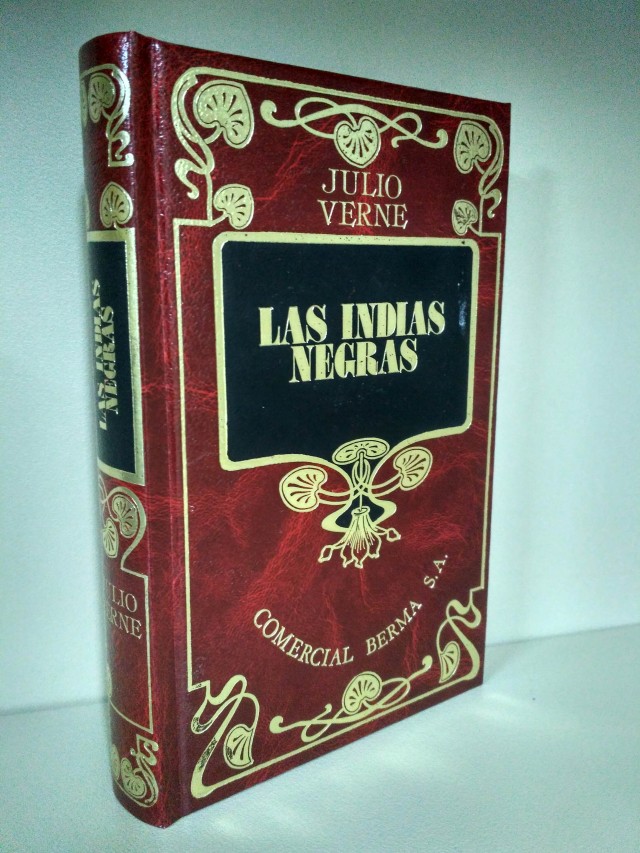 JULIO
VERNE
LAS INDIAS
NEGRAS
COMERCIAL BERMA S.A.
LAS INDIAS
NEGRAS
JULIO
VERNE